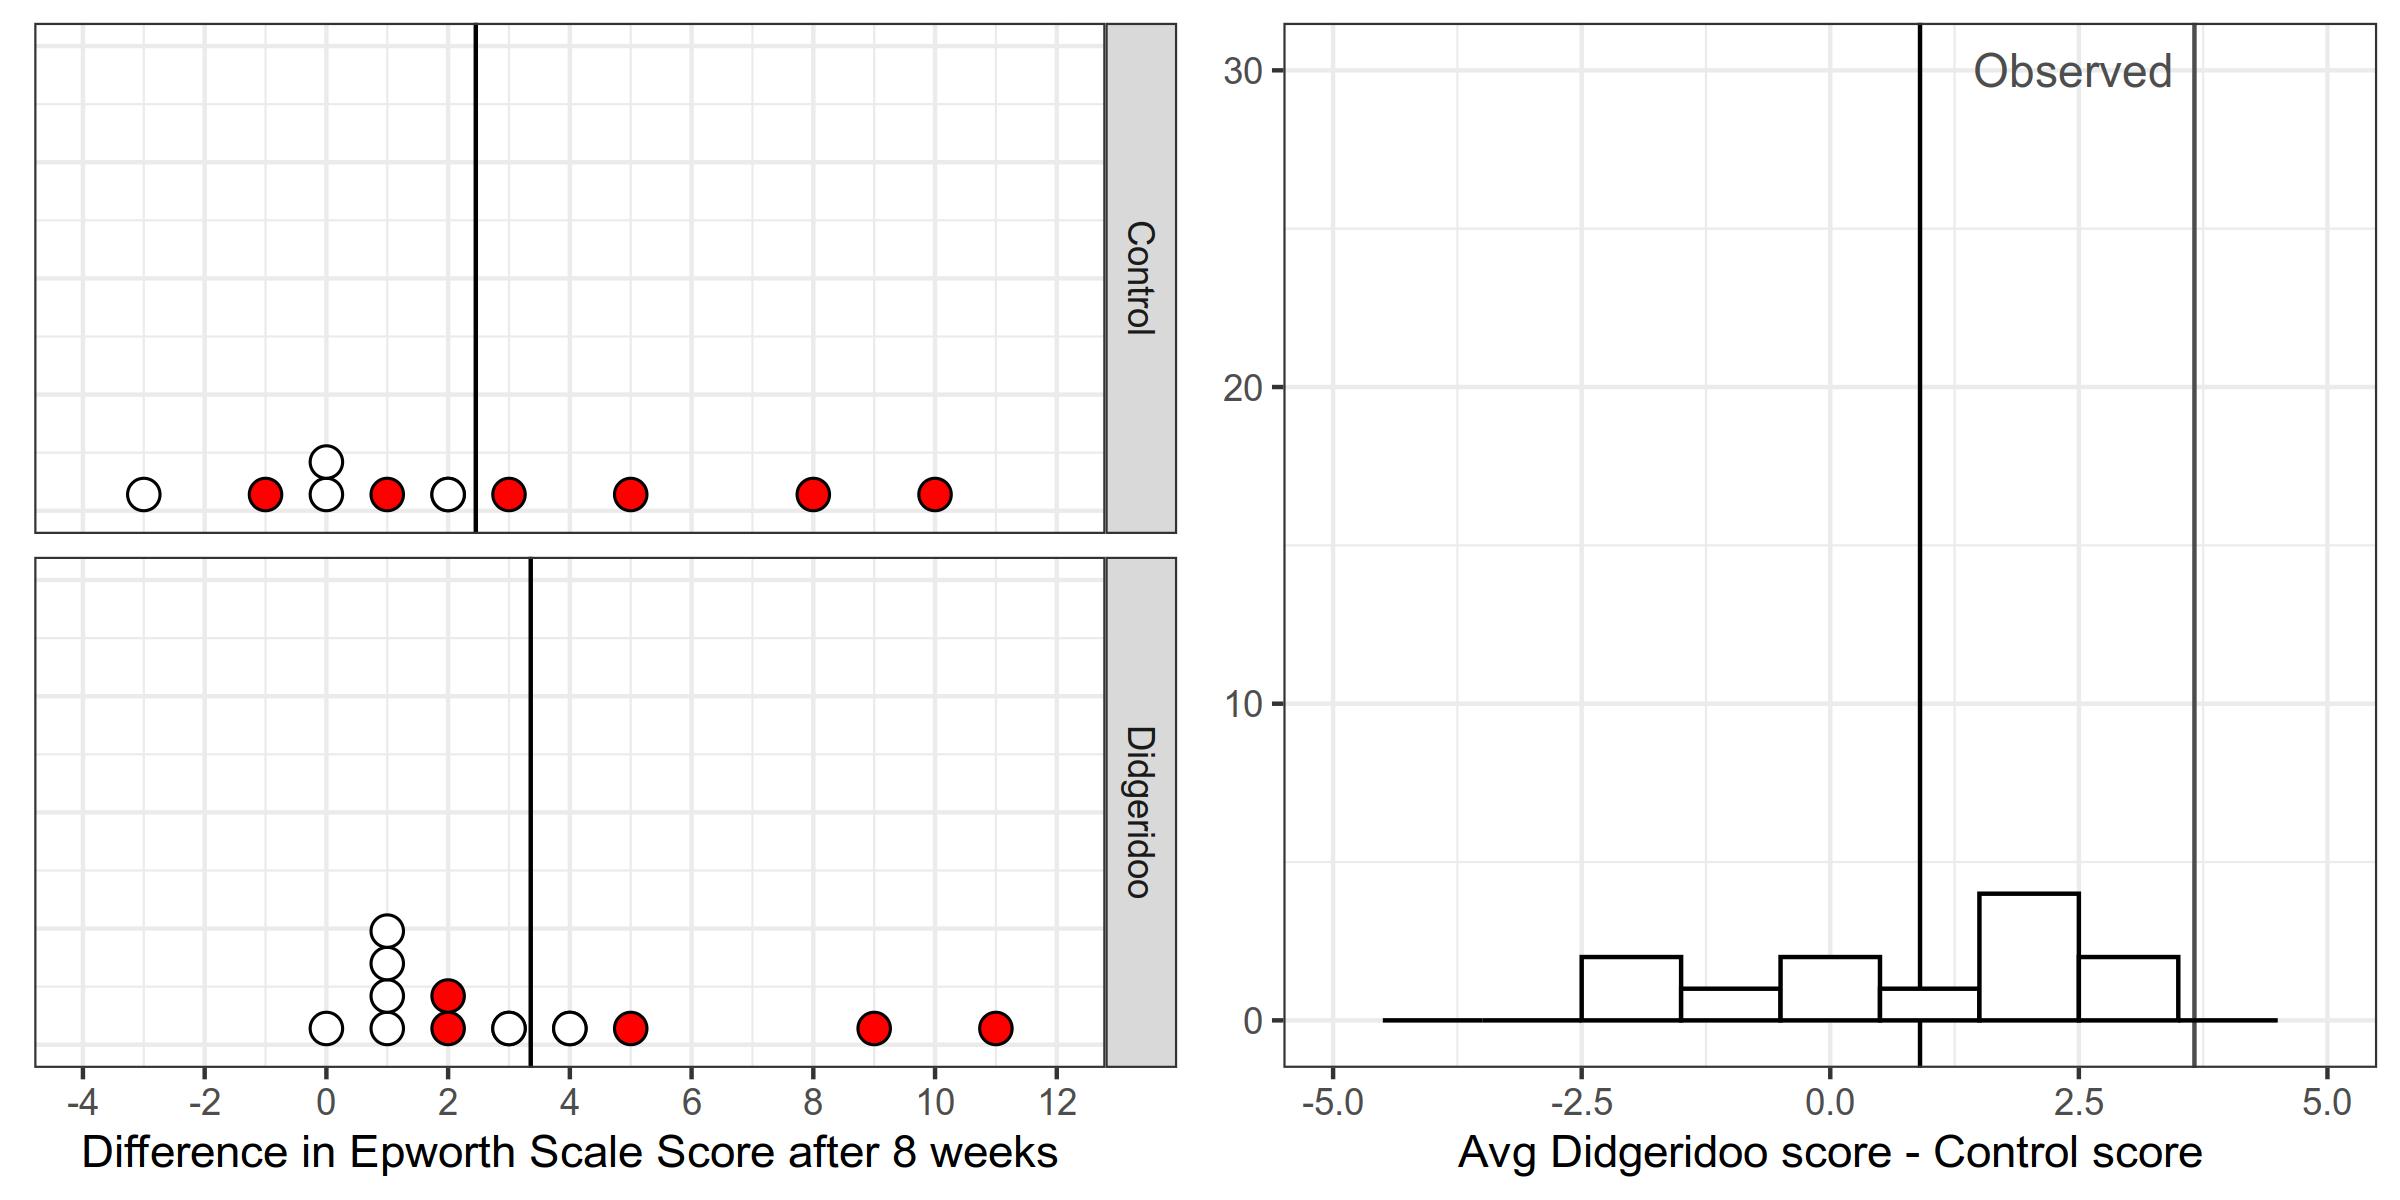 Control
Didgeridoo
-4 -2 0 2 4 6 8 10 12
Difference in Epworth Scale Score after 8 weeks
Observed
30
20
10
0
-5.0 -2.5 0.0 2.5 5.0
Avg Didgeridoo score - Control score